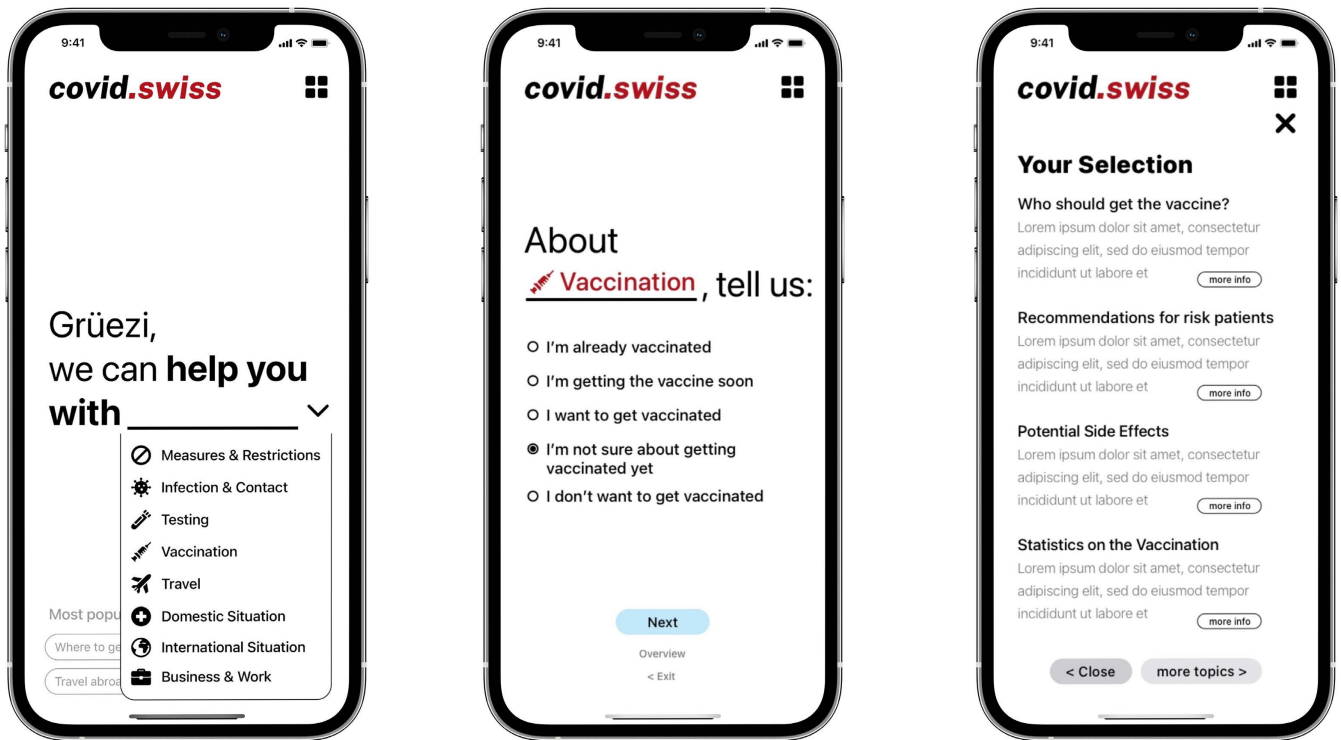 9:41
covid.swiss
Grüezi,
we can help you
with
Measures & Restrictions
Infection & Contact
Testing
Vaccination
Travel
Domestic Situation
International Situation
Business & Work
Most popu
Where to ge
Travel abroa
9:41
covid.swiss
About
Vaccination, tell us:
I'm already vaccinated
I'm getting the vaccine soon
I want to get vaccinated
I'm not sure about getting
vaccinated yet
I don't want to get vaccinated
Next
Overview
< Exit
9:41
covid.swiss
Your Selection
Who should get the vaccine?
Lorem ipsum dolor sit amet, consectetur
adipiscing elit, sed do eiusmod tempor
incididunt ut labore et
more info
Recommendations for risk patients
Lorem ipsum dolor sit amet, consectetur
adipiscing elit, sed do eiusmod tempor
incididunt ut labore et
more info
Potential Side Effects
Lorem ipsum dolor sit amet, consectetur
adipiscing elit, sed do eiusmod tempor
incididunt ut labore et
more info
Statistics on the Vaccination
Lorem ipsum dolor sit amet, consectetur
adipiscing elit, sed do eiusmod tempor
incididunt ut labore et
more info
< Close
more topics >